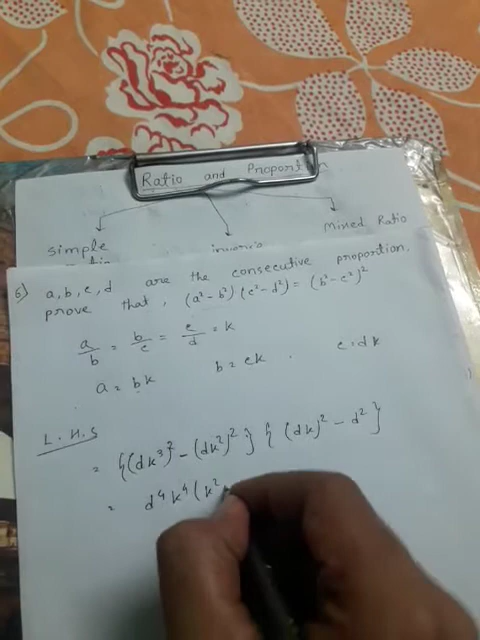 Ratio and Proport
simple
Mixed Ratio
6) a, b, c, d are the consecutive proportion.
prove that, (a²-b²)(c²-d²) = (b²-c²)²
a/b = b/c = c/d = k
a = bk b = ck . c = dk
L.H.S
= {(dk³)² - (dk²)²} {(dk)² - d²}
= d⁴k⁴(k²